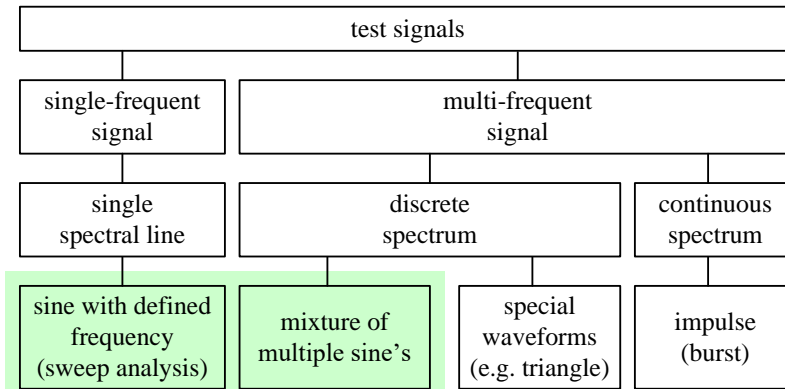 test signals
single-frequent
signal
multi-frequent
signal
single
spectral line
discrete
spectrum
continuous
spectrum
sine with defined
frequency
(sweep analysis)
mixture of
multiple sine's
special
waveforms
(e.g. triangle)
impulse
(burst)